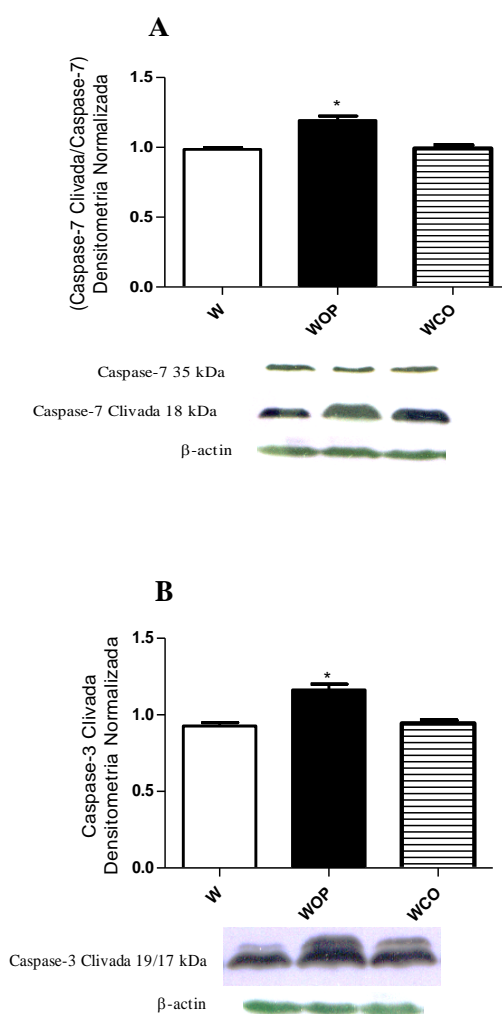 A
(Caspase-7 Clivada/Caspase-7)
Densitometria Normalizada
1.5
1.0
0.5
0.0
*
W
WOP
WCO
Caspase-7 35 kDa
Caspase-7 Clivada 18 kDa
β-actin
B
Caspase-3 Clivada
Densitometria Normalizada
1.5
1.0
0.5
0.0
*
W
WOP
WCO
Caspase-3 Clivada 19/17 kDa
β-actin